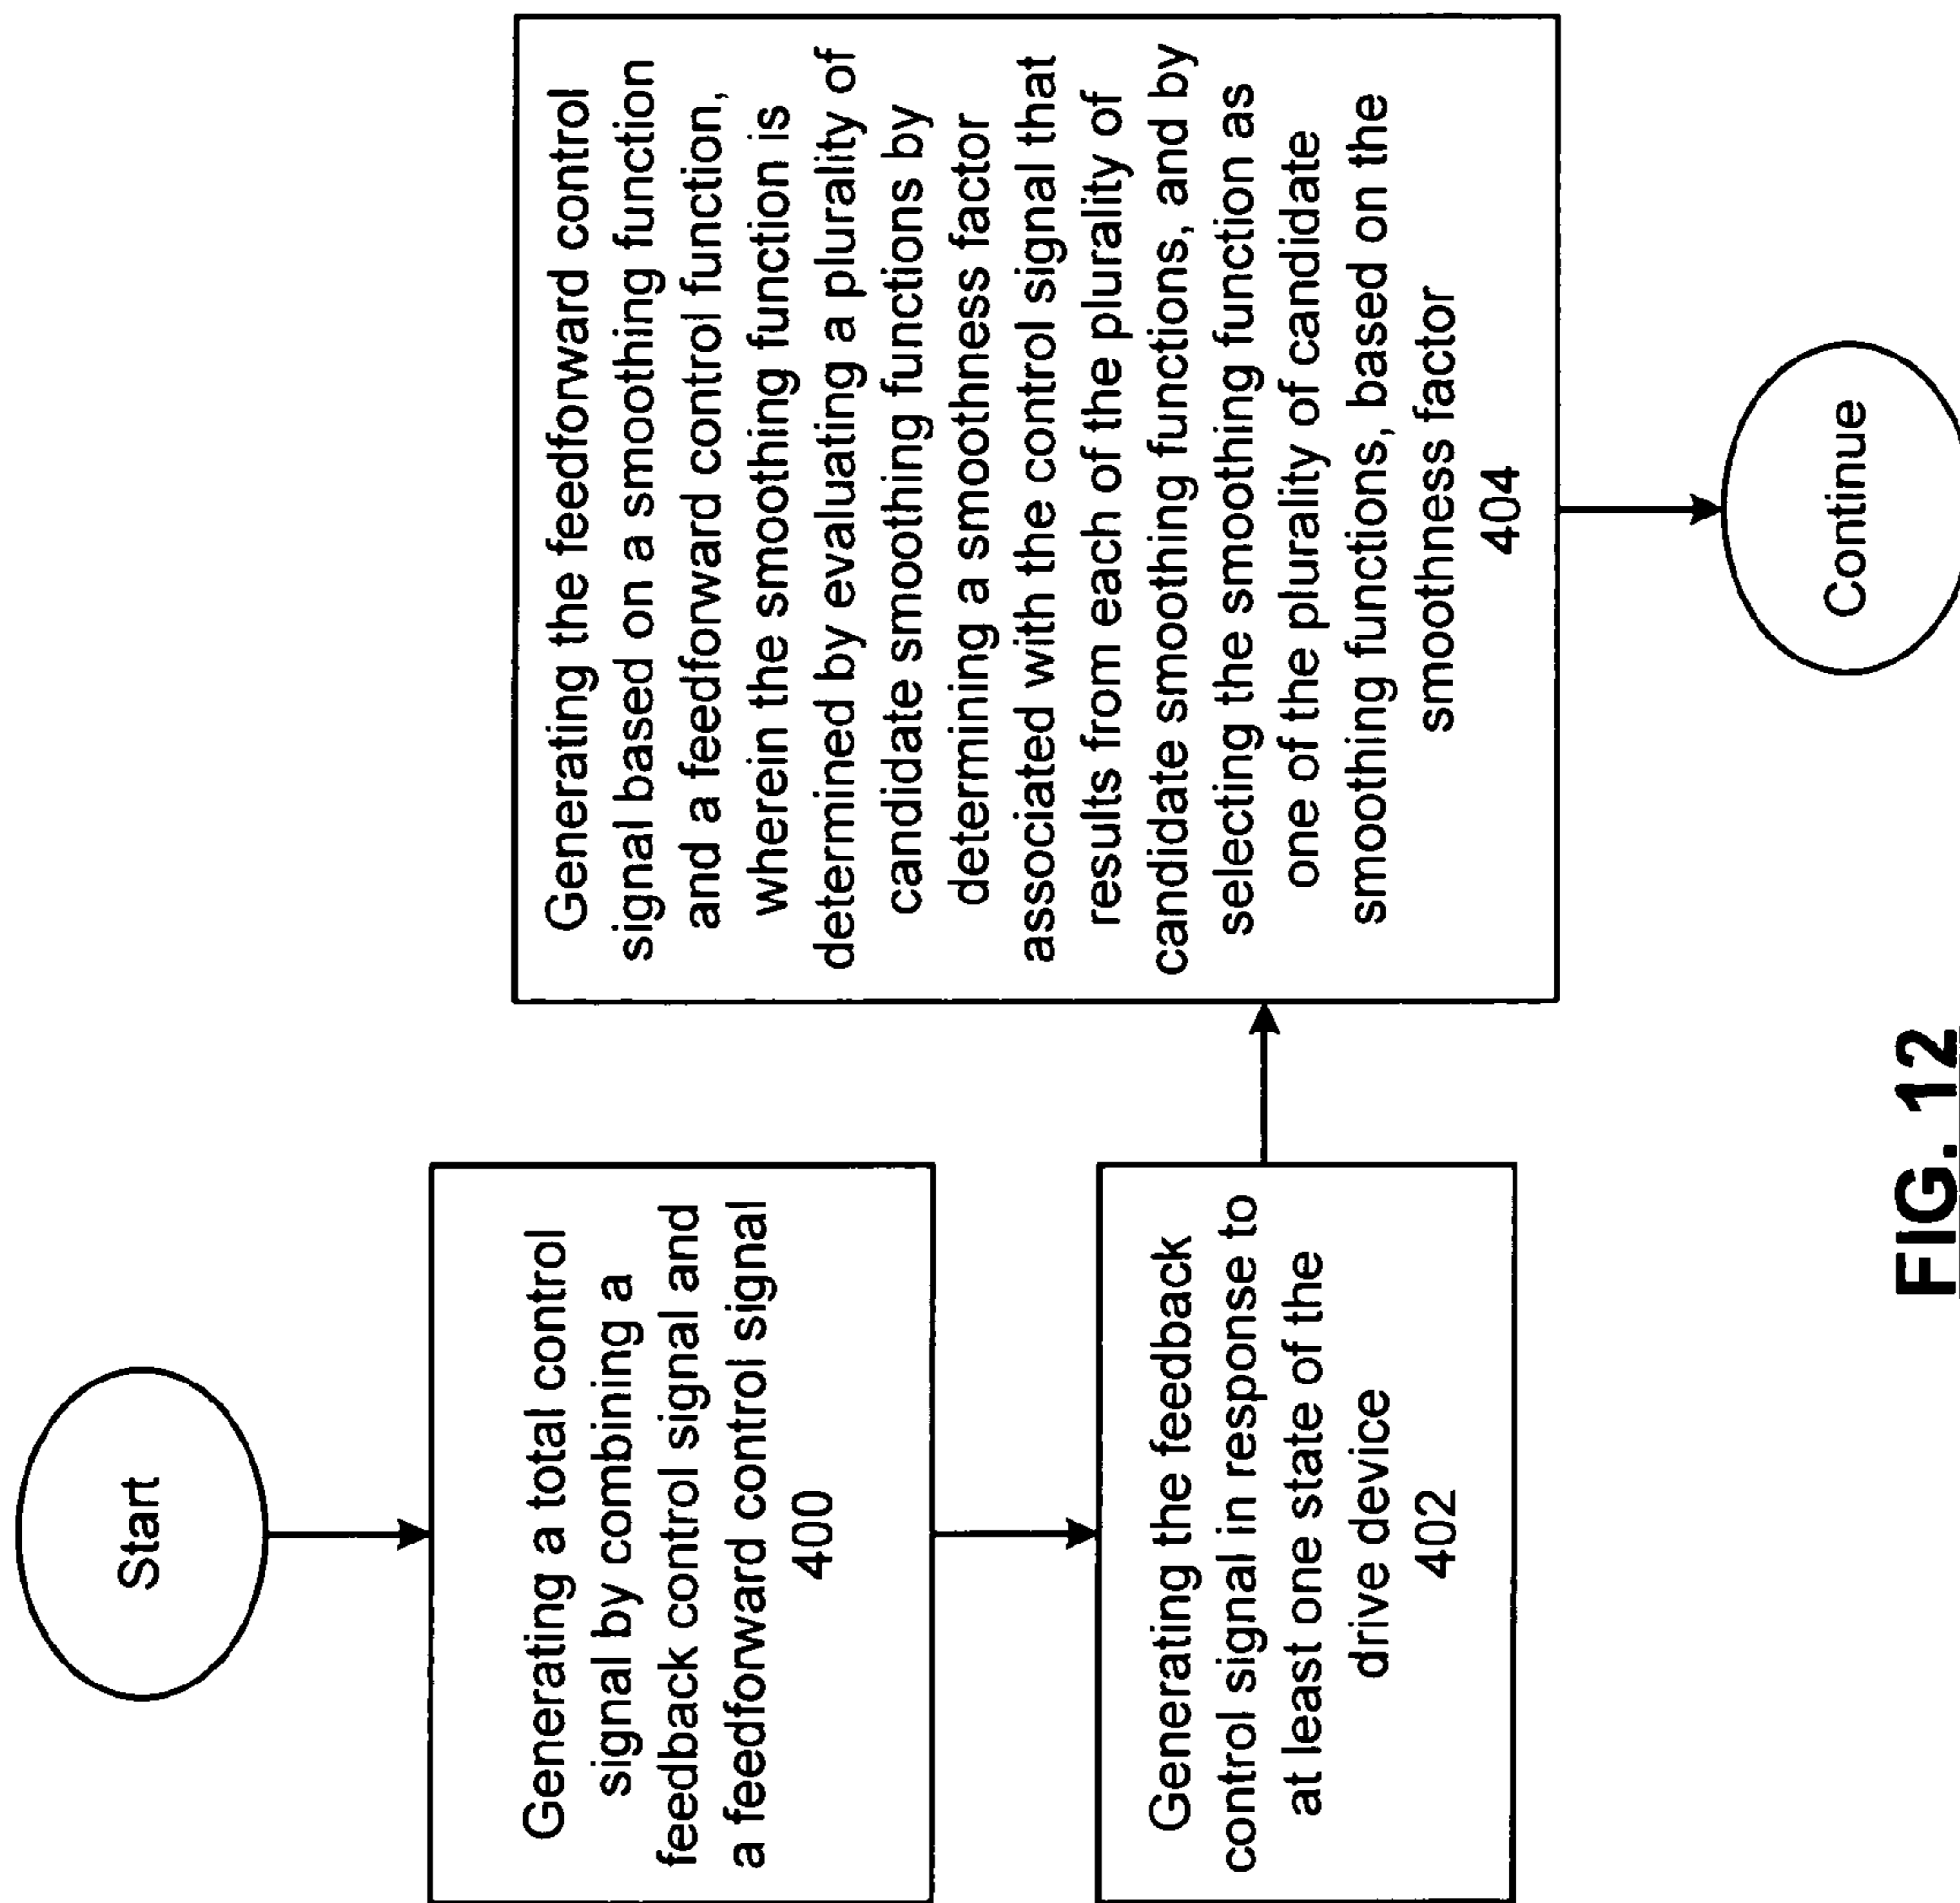 Start
Generating a total control
signal by combining a
feedback control signal and
a feedforward control signal
400
Generating the feedback
control signal in response to
at least one state of the
drive device
402
Generating the feedforward control
signal based on a smoothing function
and a feedforward control function,
wherein the smoothing function is
determined by evaluating a plurality of
candidate smoothing functions by
determining a smoothness factor
associated with the control signal that
results from each of the plurality of
candidate smoothing functions, and by
selecting the smoothing function as
one of the plurality of candidate
smoothing functions, based on the
smoothness factor
404
Continue
FIG. 12